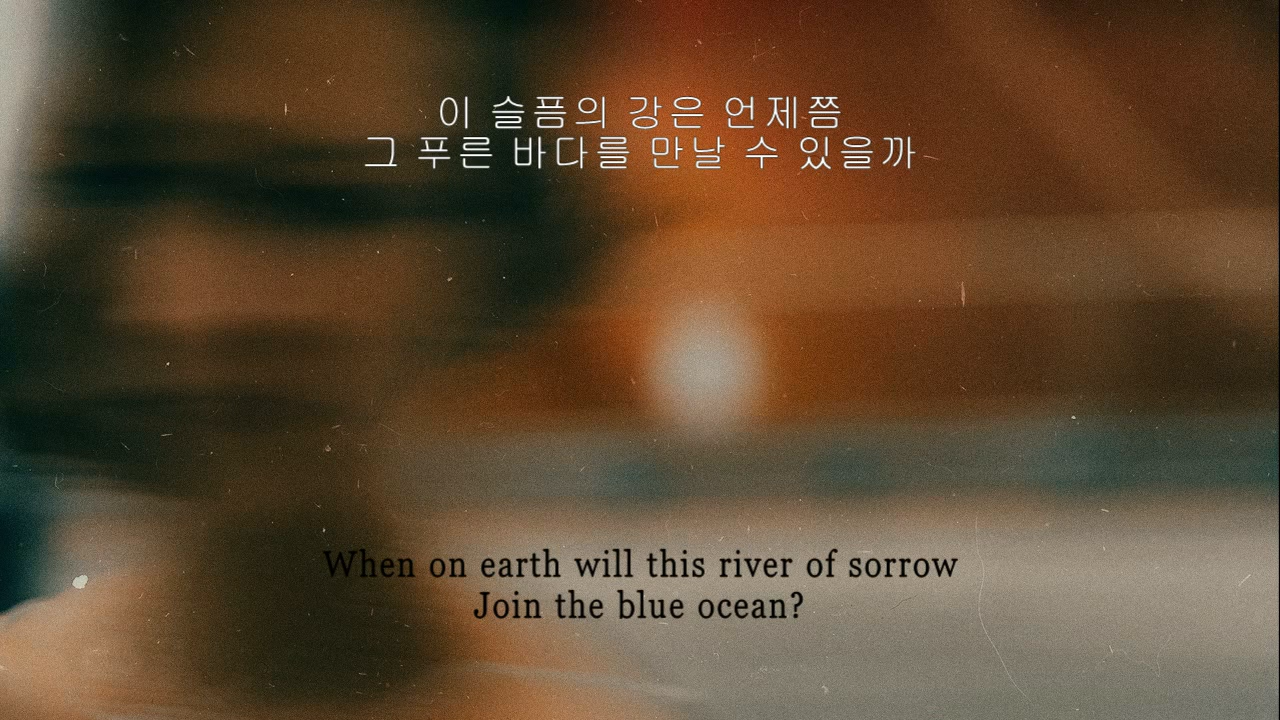 이 슬픔의 강은 언제쯤
그 푸른 바다를 만날 수 있을까
When on earth will this river of sorrow
Join the blue ocean?